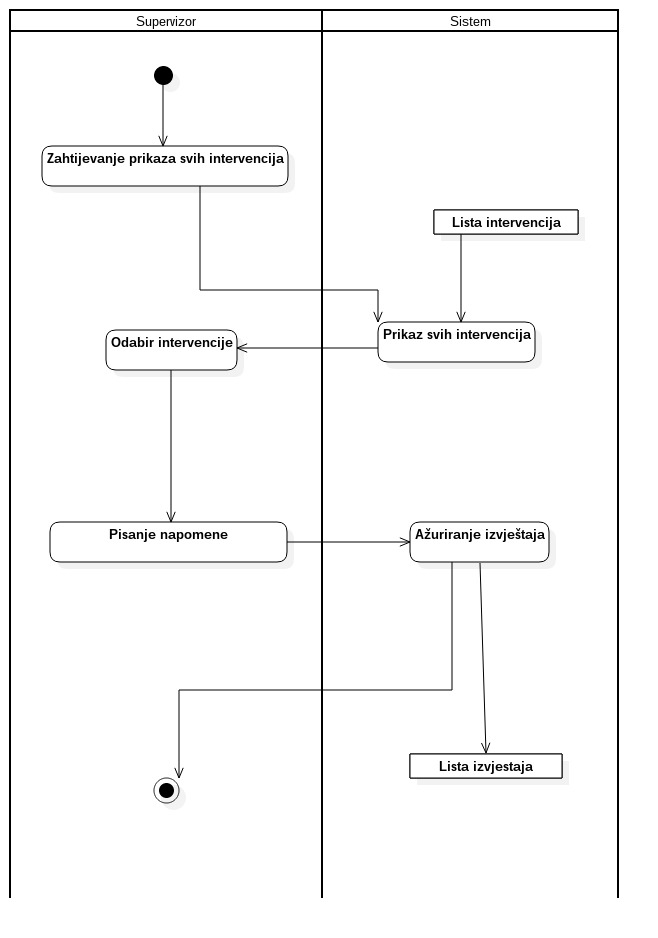 Supervizor
Sistem
Zahtijevanje prikaza svih intervencija
Lista intervencija
Prikaz svih intervencija
Odabir intervencije
Pisanje napomene
Ažuriranje izvještaja
Lista izvjestaja